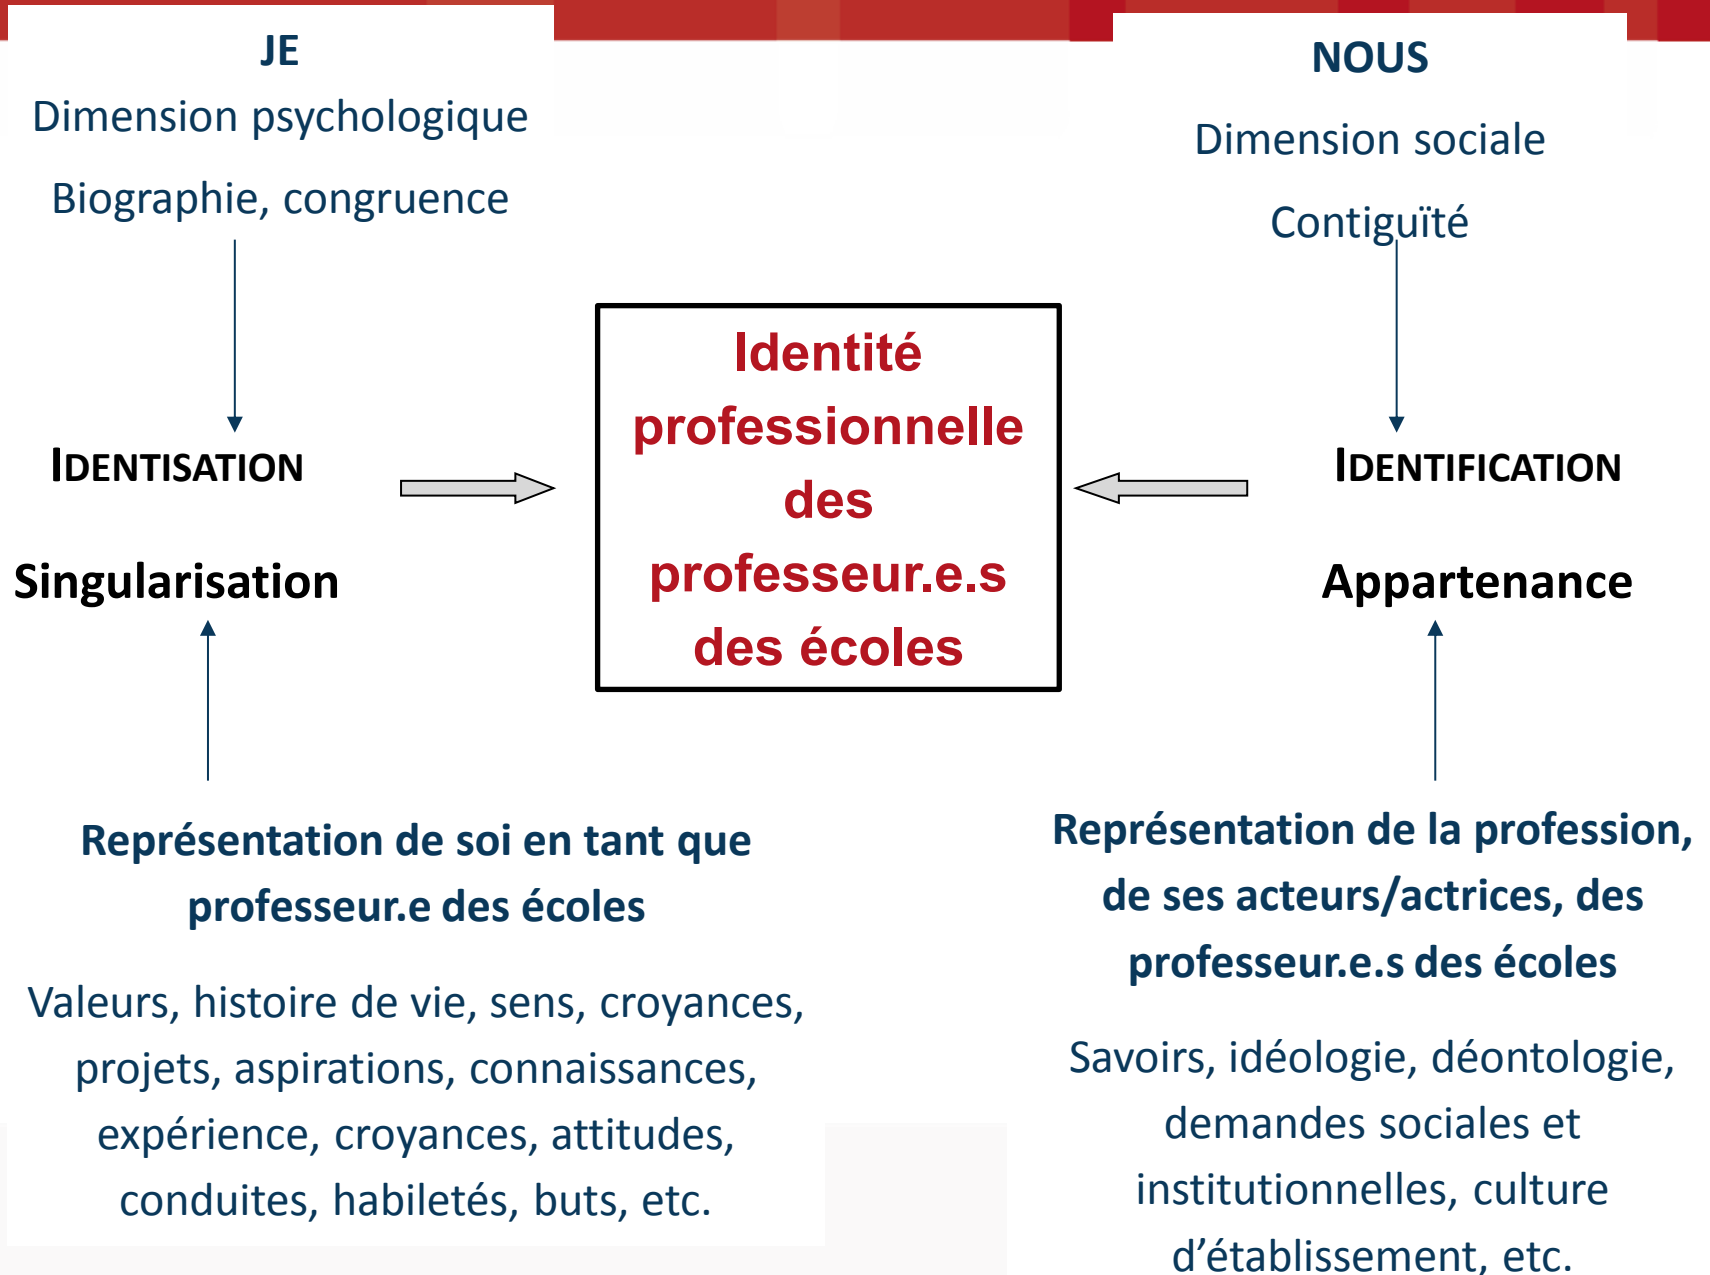 JE
Dimension psychologique
Biographie, congruence
IDENTISATION
Singularisation
Représentation de soi en tant que
professeur.e des écoles
Valeurs, histoire de vie, sens, croyances,
projets, aspirations, connaissances,
expérience, croyances, attitudes,
conduites, habiletés, buts, etc.
Identité
professionnelle
des
professeur.e.s
des écoles
NOUS
Dimension sociale
Contiguïté
IDENTIFICATION
Appartenance
Représentation de la profession,
de ses acteurs/actrices, des
professeur.e.s des écoles
Savoirs, idéologie, déontologie,
demandes sociales et
institutionnelles, culture
d’établissement, etc.